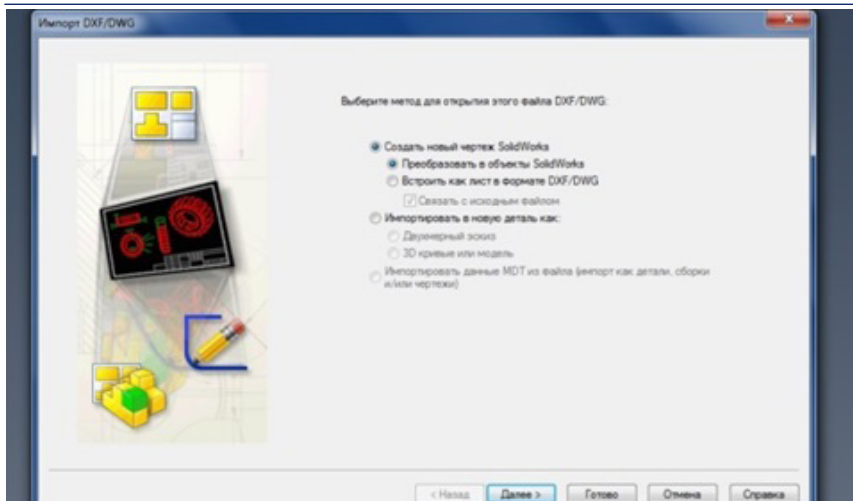 Импорт DXF/DWG
Выберите метод для открытия этого файла DXF/DWG:
Создать новый чертеж SolidWorks
Преобразовать в объекты SolidWorks
Встроить как лист в формате DXF/DWG
Связать с исходным файлом
Импортировать в новую деталь как:
Двухмерный эскиз
3D кривые или модель
Импортировать данные MDT из файла (импорт как детали, сборки
и/или чертежи)
< Назад Далее > Готово Отмена Справка